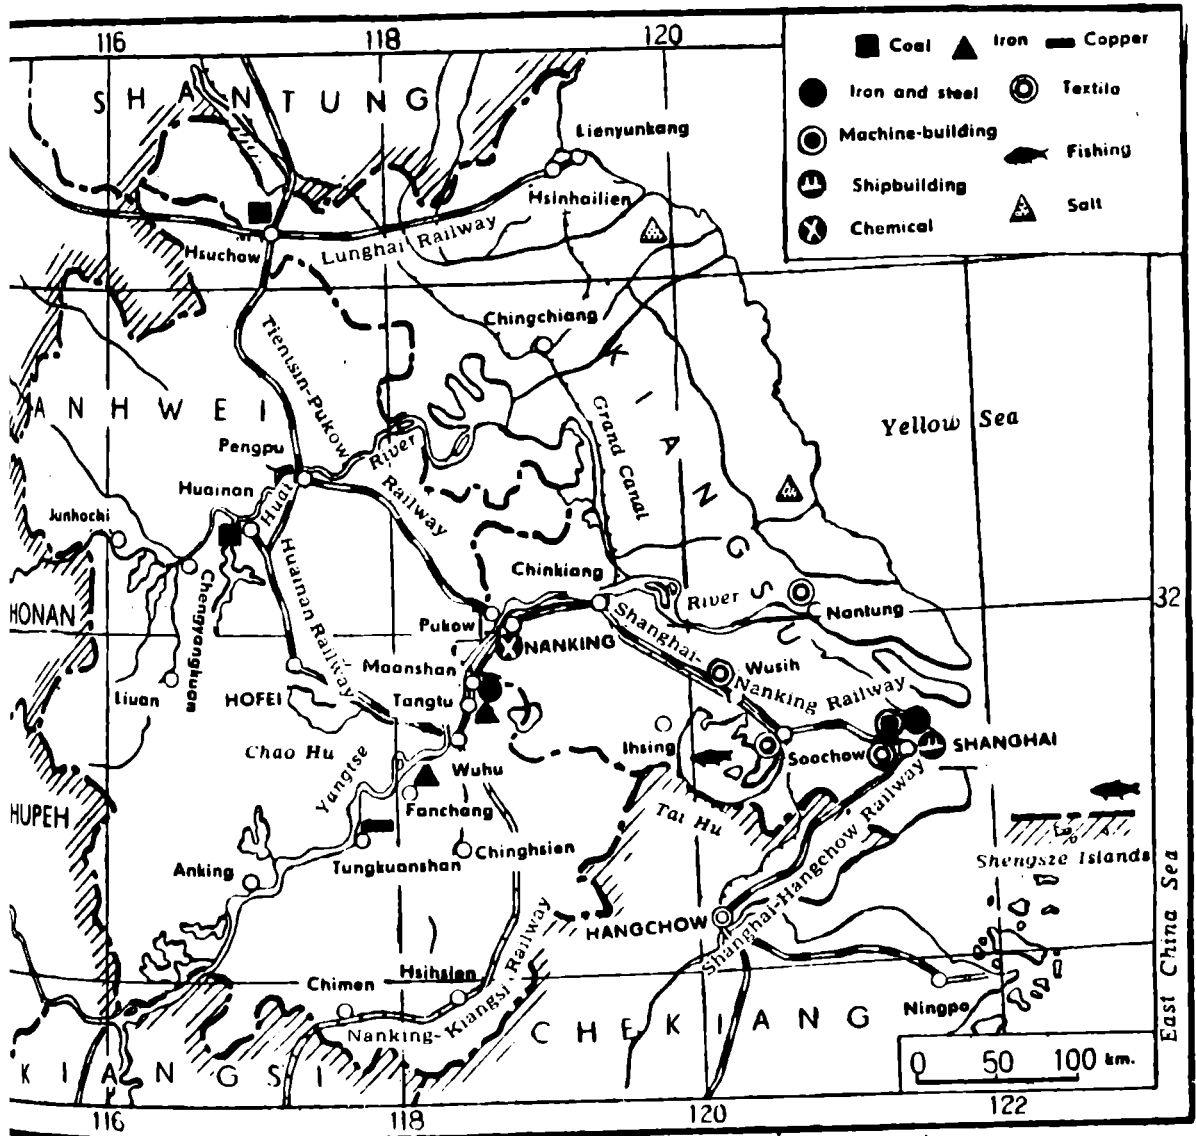 116 118 120
Coal Iron Copper
Iron and steel Textile
Machine-building
Fishing
Shipbuilding
Salt
Chemical
SHANTUNG
Lienyunkang
Hsinhailien
Lunghai Railway
Hsuchow
Chingchiang
Tientsin-Pukow
Railway
KIANGSU
ANHWEI
Grand Canal
Yellow Sea
Pengpu
River
Huai
Huainan
Junhochi
Huainan Railway
Chengyangkuan
Chinkiang
River
Nantung
32
HONAN
Pukow
NANKING
Shanghai-
Nanking Railway
Wusih
Maanshan
Tangtu
Liuan
HOFEI
Chao Hu
Yangtse
Ihsing
Soochow
SHANGHAI
Wuhu
Fanchang
Tai Hu
HUPEH
Tungkuanshan
Chinghsien
Anking
Shengsze Islands
Shanghai-Hangchow Railway
HANGCHOW
East China Sea
Chimen
Hsihsien
Nanking-Kiangsi Railway
Ningpo
CHEKIANG
KIANGSI
0 50 100 km.
116 118 120 122